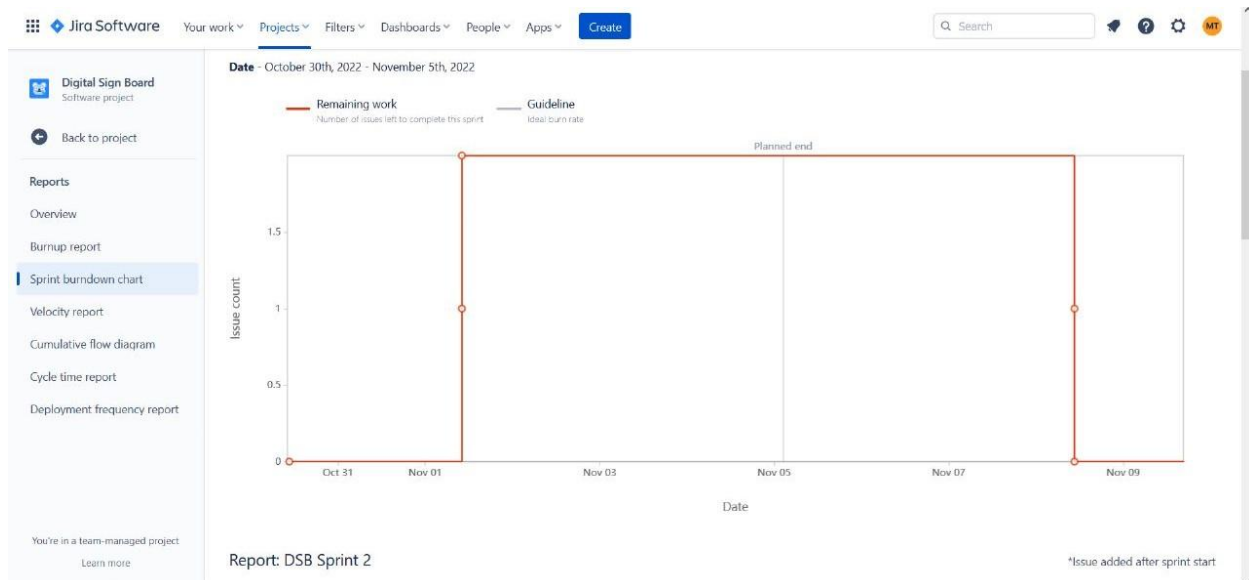 Jira Software Your work Projects Filters Dashboards People Apps Create Search MT
Digital Sign Board
Software project
Back to project
Reports
Overview
Burnup report
Sprint burndown chart
Velocity report
Cumulative flow diagram
Cycle time report
Deployment frequency report
You're in a team-managed project
Learn more
Date - October 30th, 2022 - November 5th, 2022
Remaining work
Number of issues left to complete this sprint
Guideline
Ideal burn rate
Planned end
1.5
1
0.5
0
Issue count
Oct 31 Nov 01 Nov 03 Nov 05 Nov 07 Nov 09
Date
Report: DSB Sprint 2
*Issue added after sprint start